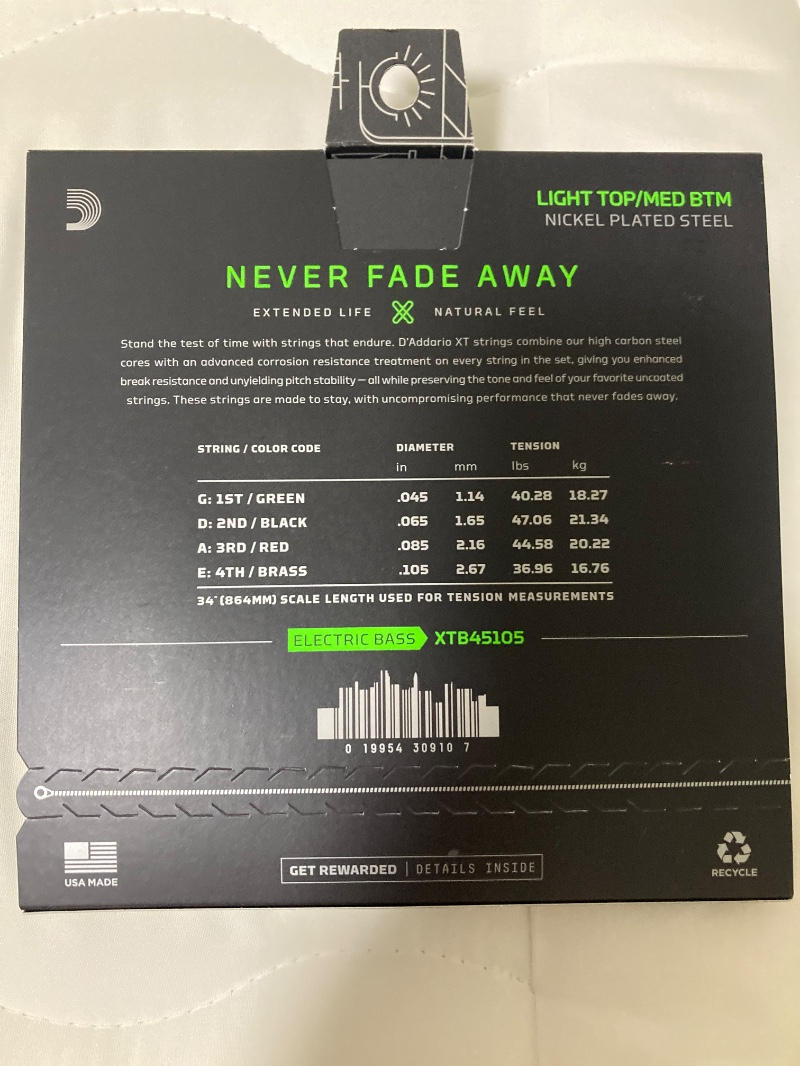 LIGHT TOP/MED BTM
NICKEL PLATED STEEL
NEVER FADE AWAY
EXTENDED LIFE NATURAL FEEL
Stand the test of time with strings that endure. D'Addario XT strings combine our high carbon steel
cores with an advanced corrosion resistance treatment on every string in the set, giving you enhanced
break resistance and unyielding pitch stability – all while preserving the tone and feel of your favorite uncoated
strings. These strings are made to stay, with uncompromising performance that never fades away.
STRING / COLOR CODE DIAMETER TENSION
in mm lbs kg
G: 1ST / GREEN .045 1.14 40.28 18.27
D: 2ND / BLACK .065 1.65 47.06 21.34
A: 3RD / RED .085 2.16 44.58 20.22
E: 4TH / BRASS .105 2.67 36.96 16.76
34" (864MM) SCALE LENGTH USED FOR TENSION MEASUREMENTS
ELECTRIC BASS XTB45105
0 19954 30910 7
USA MADE
GET REWARDED | DETAILS INSIDE
RECYCLE